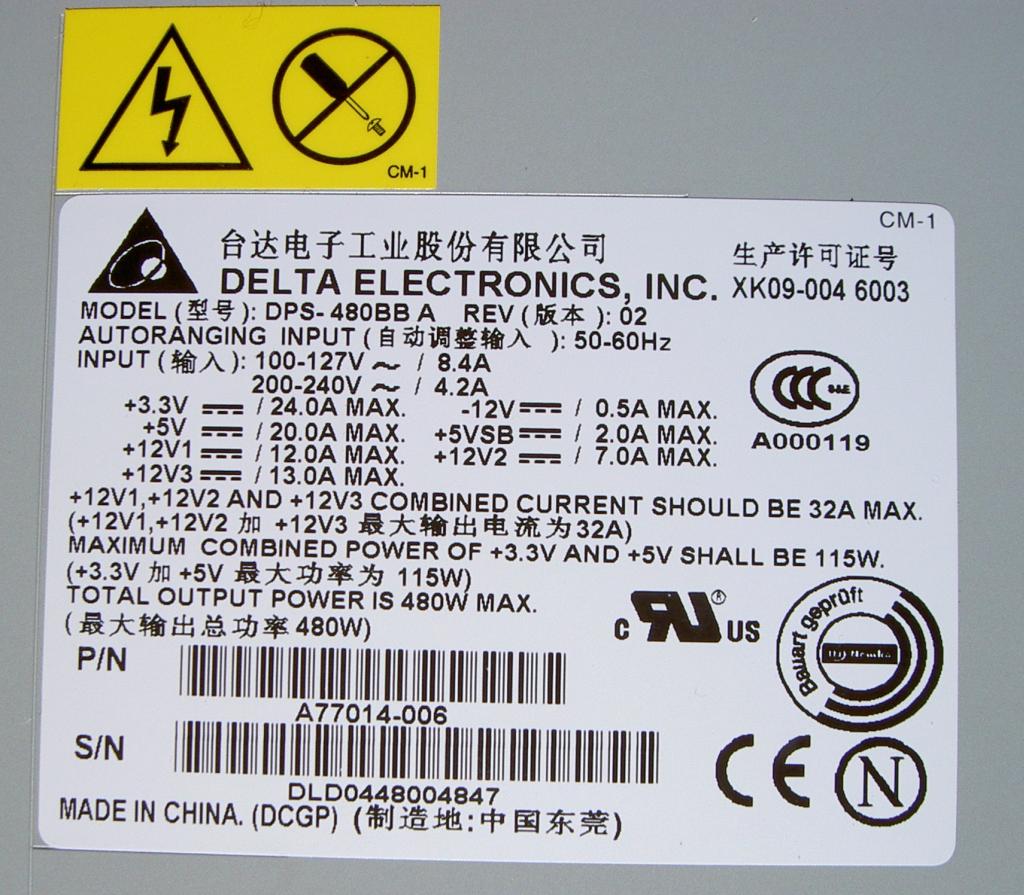 CM-1
CM-1
台达电子工业股份有限公司
生产许可证号
DELTA ELECTRONICS, INC.
XK09-004 6003
MODEL (型号): DPS-480BB A REV (版本): 02
AUTORANGING INPUT (自动调整输入 ): 50-60Hz
INPUT (输入): 100-127V ~ / 8.4A
200-240V ~ / 4.2A
+3.3V ⎓ / 24.0A MAX. -12V ⎓ / 0.5A MAX.
+5V ⎓ / 20.0A MAX. +5VSB ⎓ / 2.0A MAX.
+12V1 ⎓ / 12.0A MAX. +12V2 ⎓ / 7.0A MAX.
+12V3 ⎓ / 13.0A MAX.
CCC S&E
A000119
+12V1,+12V2 AND +12V3 COMBINED CURRENT SHOULD BE 32A MAX.
(+12V1,+12V2 加 +12V3 最大输出电流为32A)
MAXIMUM COMBINED POWER OF +3.3V AND +5V SHALL BE 115W.
(+3.3V 加 +5V 最大功率为 115W)
TOTAL OUTPUT POWER IS 480W MAX.
(最大输出总功率480W)
c RU ® US
Bauart geprüft
P/N
A77014-006
S/N
DLD0448004847
CE N
MADE IN CHINA. (DCGP) (制造地:中国东莞)